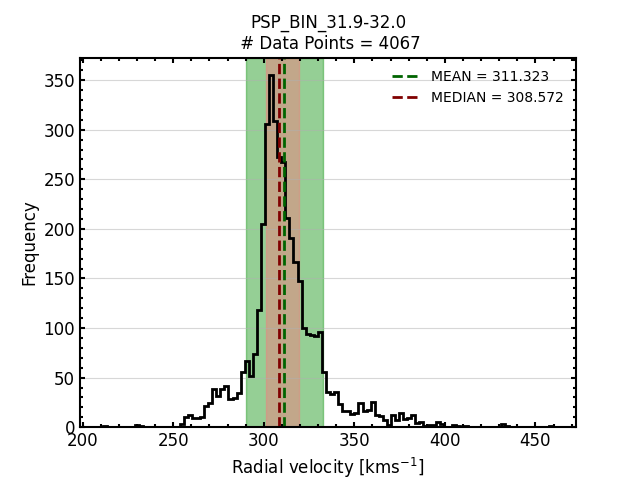 PSP_BIN_31.9-32.0
# Data Points = 4067
MEAN = 311.323
MEDIAN = 308.572
350
300
250
200
150
100
50
0
Frequency
200
250
300
350
400
450
Radial velocity [kms⁻¹]